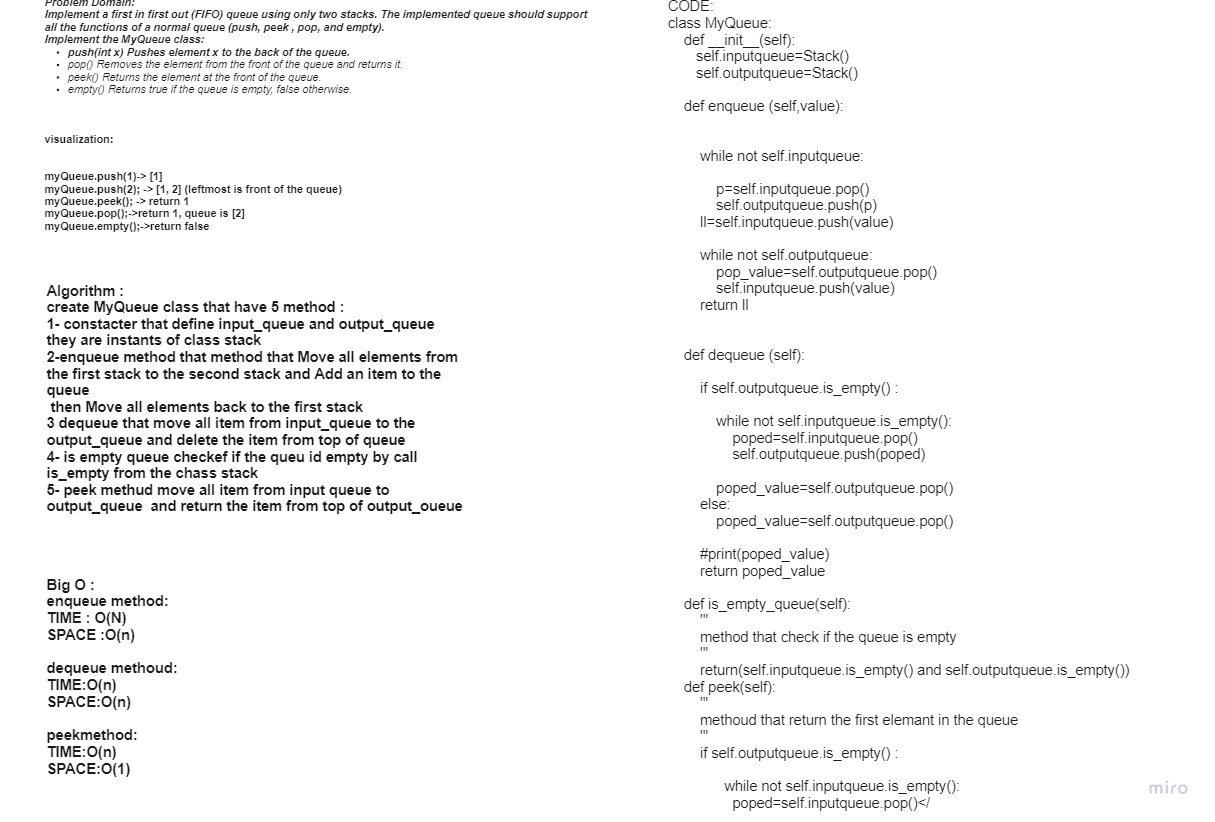 Problem Domain:
Implement a first in first out (FIFO) queue using only two stacks. The implemented queue should support
all the functions of a normal queue (push, peek , pop, and empty).
Implement the MyQueue class:
• push(int x) Pushes element x to the back of the queue.
• pop() Removes the element from the front of the queue and returns it.
• peek() Returns the element at the front of the queue.
• empty() Returns true if the queue is empty, false otherwise.
visualization:
myQueue.push(1)-> [1]
myQueue.push(2); -> [1, 2] (leftmost is front of the queue)
myQueue.peek(); -> return 1
myQueue.pop();->return 1, queue is [2]
myQueue.empty();->return false
Algorithm :
create MyQueue class that have 5 method :
1- constacter that define input_queue and output_queue
they are instants of class stack
2-enqueue method that method that Move all elements from
the first stack to the second stack and Add an item to the
queue
then Move all elements back to the first stack
3 dequeue that move all item from input_queue to the
output_queue and delete the item from top of queue
4- is empty queue checkef if the queu id empty by call
is_empty from the chass stack
5- peek methud move all item from input queue to
output_queue  and return the item from top of output_oueue
Big O :
enqueue method:
TIME : O(N)
SPACE :O(n)
dequeue methoud:
TIME:O(n)
SPACE:O(n)
peekmethod:
TIME:O(n)
SPACE:O(1)
CODE:
class MyQueue:
def __init__(self):
self.inputqueue=Stack()
self.outputqueue=Stack()
def enqueue (self,value):
while not self.inputqueue:
p=self.inputqueue.pop()
self.outputqueue.push(p)
ll=self.inputqueue.push(value)
while not self.outputqueue:
pop_value=self.outputqueue.pop()
self.inputqueue.push(value)
return ll
def dequeue (self):
if self.outputqueue.is_empty() :
while not self.inputqueue.is_empty():
poped=self.inputqueue.pop()
self.outputqueue.push(poped)
poped_value=self.outputqueue.pop()
else:
poped_value=self.outputqueue.pop()
#print(poped_value)
return poped_value
def is_empty_queue(self):
'''
method that check if the queue is empty
'''
return(self.inputqueue.is_empty() and self.outputqueue.is_empty())
def peek(self):
'''
methoud that return the first elemant in the queue
'''
if self.outputqueue.is_empty() :
while not self.inputqueue.is_empty():
poped=self.inputqueue.pop()</
miro